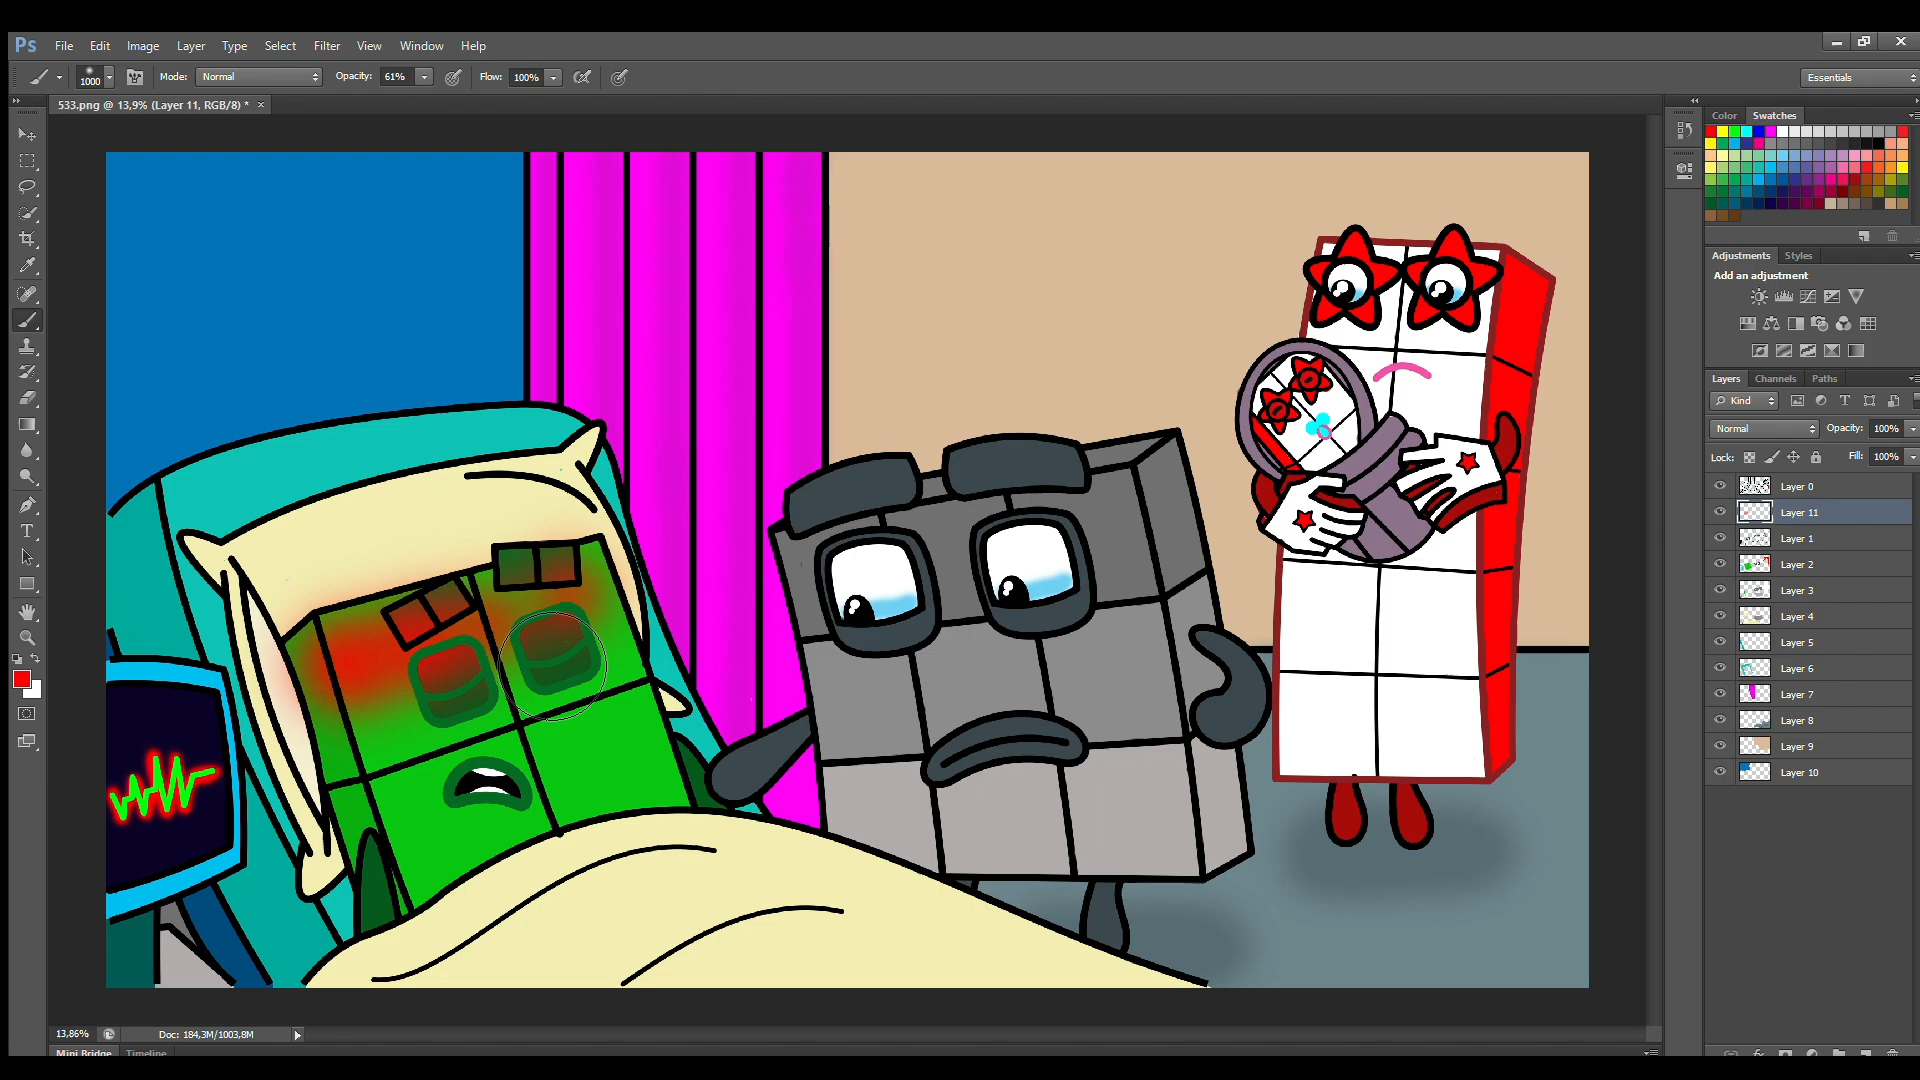 Ps File Edit Image Layer Type Select Filter View Window Help
1000 Mode: Normal Opacity: 61% Flow: 100% Essentials
533.png @ 13,9% (Layer 11, RGB/8) * ×
Color Swatches
Adjustments Styles
Add an adjustment
Layers Channels Paths
Kind
Normal Opacity: 100%
Lock: Fill: 100%
Layer 0
Layer 11
Layer 1
Layer 2
Layer 3
Layer 4
Layer 5
Layer 6
Layer 7
Layer 8
Layer 9
Layer 10
13,86% Doc: 184,3M/1003,8M
Mini Bridge Timeline